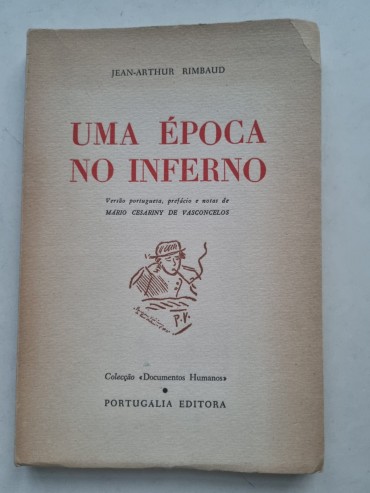 JEAN-ARTHUR RIMBAUD
UMA ÉPOCA
NO INFERNO
Versão portuguesa, prefácio e notas de
MÁRIO CESARINY DE VASCONCELOS
P.V.
Colecção «Documentos Humanos»
PORTUGÁLIA EDITORA